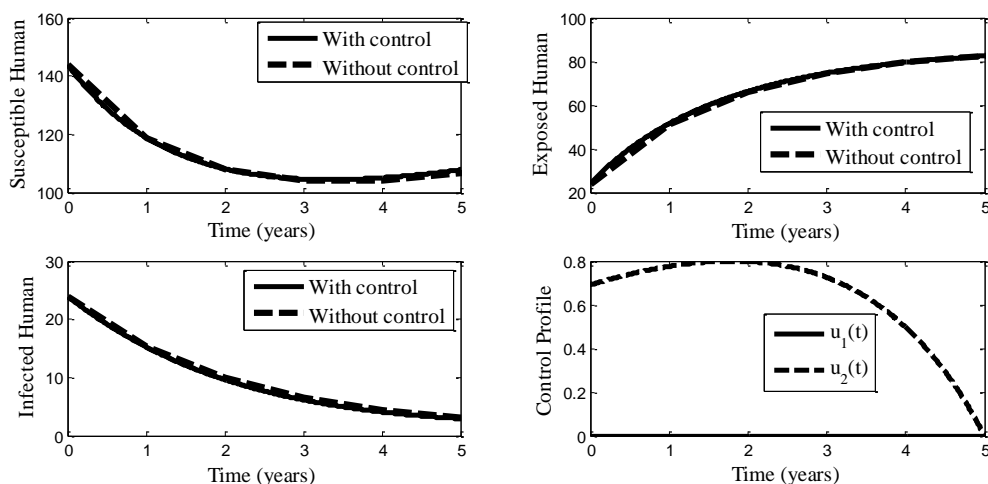 Susceptible Human
160
140
120
100
0 1 2 3 4 5
Time (years)
With control
Without control
Exposed Human
100
80
60
40
20
0 1 2 3 4 5
Time (years)
With control
Without control
Infected Human
30
20
10
0
0 1 2 3 4 5
Time (years)
With control
Without control
Control Profile
0.8
0.6
0.4
0.2
0
0 1 2 3 4 5
Time (years)
u1(t)
u2(t)